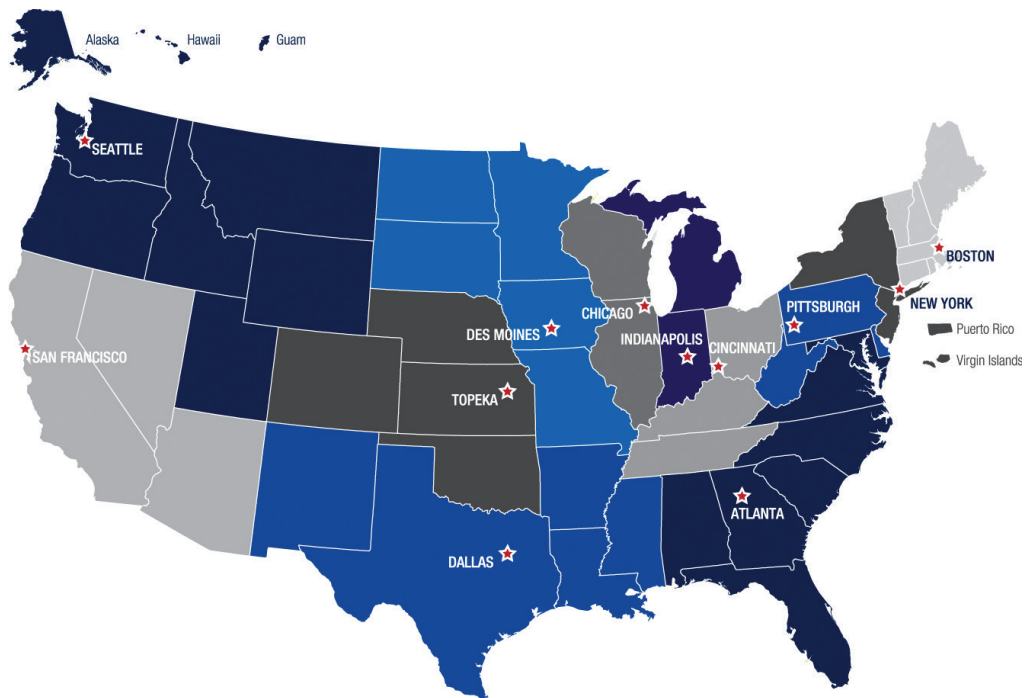 Alaska
Hawaii
Guam
SEATTLE
BOSTON
NEW YORK
PITTSBURGH
CHICAGO
DES MOINES
INDIANAPOLIS
CINCINNATI
Puerto Rico
SAN FRANCISCO
Virgin Islands
TOPEKA
ATLANTA
DALLAS